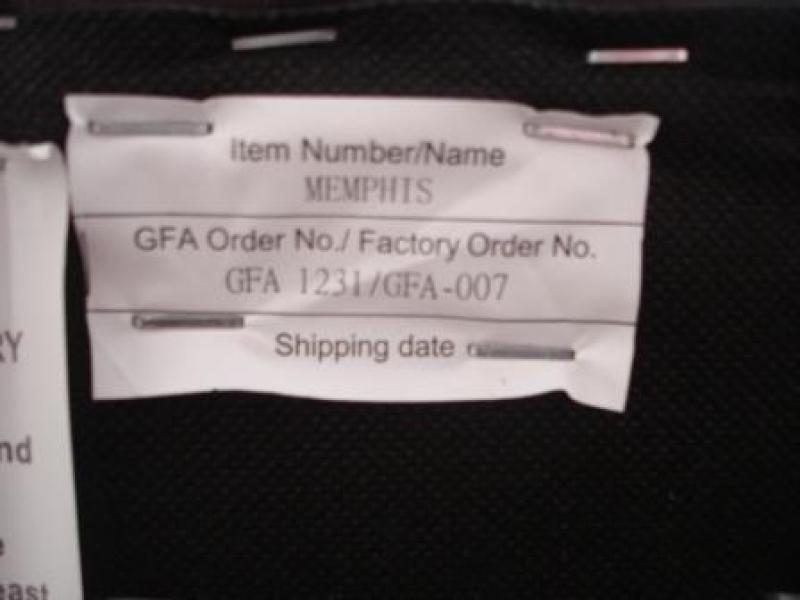 Item Number/Name
MEMPHIS
GFA Order No./ Factory Order No.
GFA 1231/GFA-007
Shipping date
RY
nd
e
east